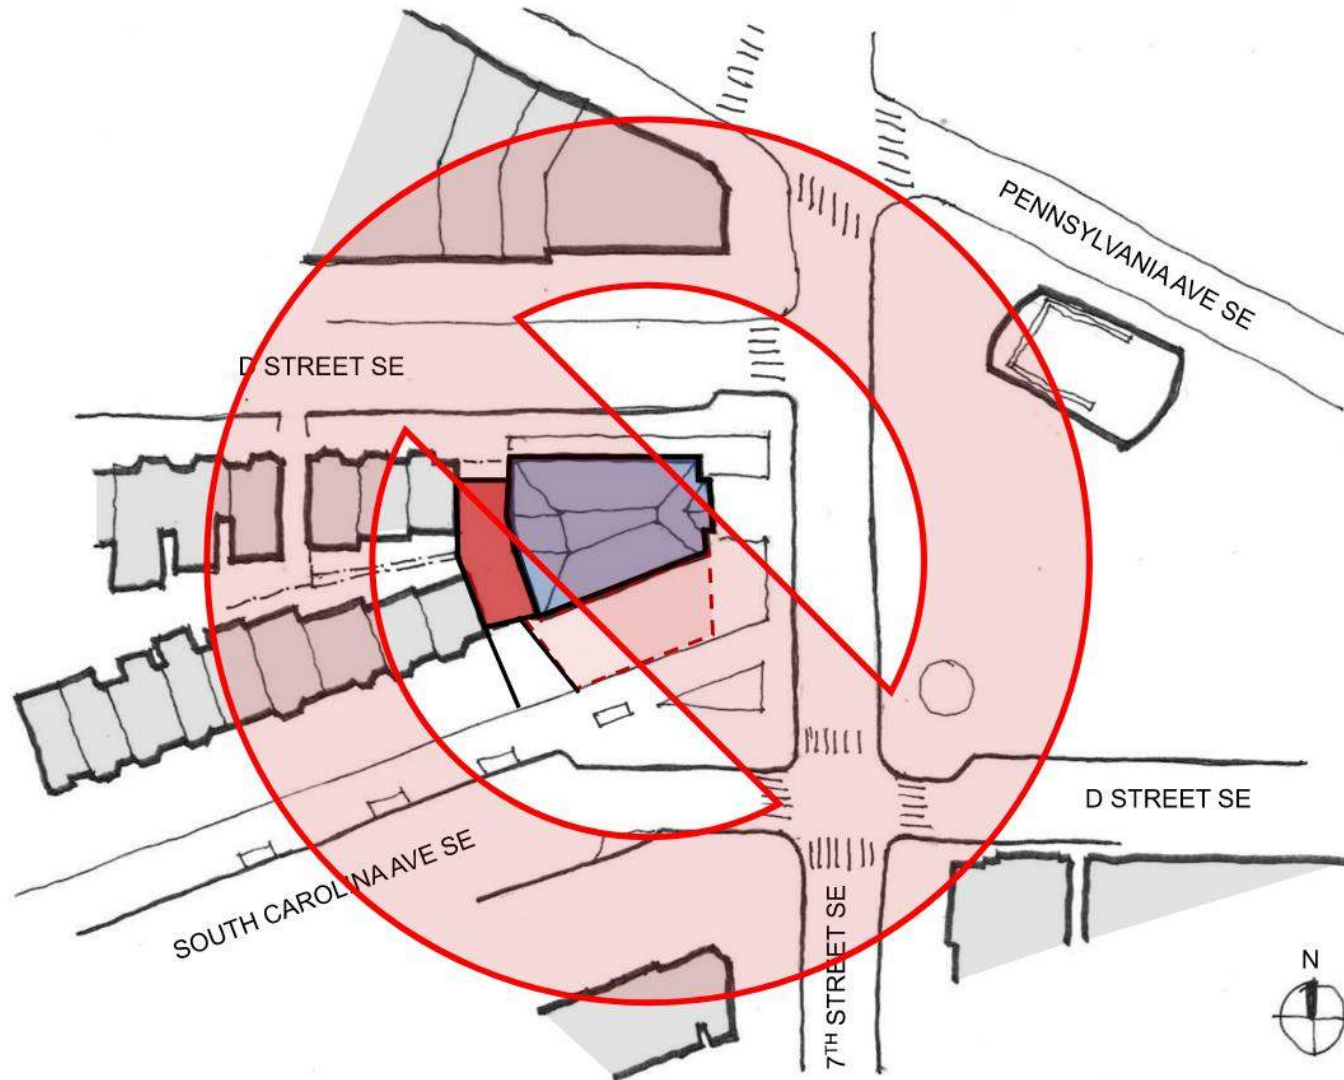 PENNSYLVANIA AVE SE
D STREET SE
D STREET SE
SOUTH CAROLINA AVE SE
7TH STREET SE
N